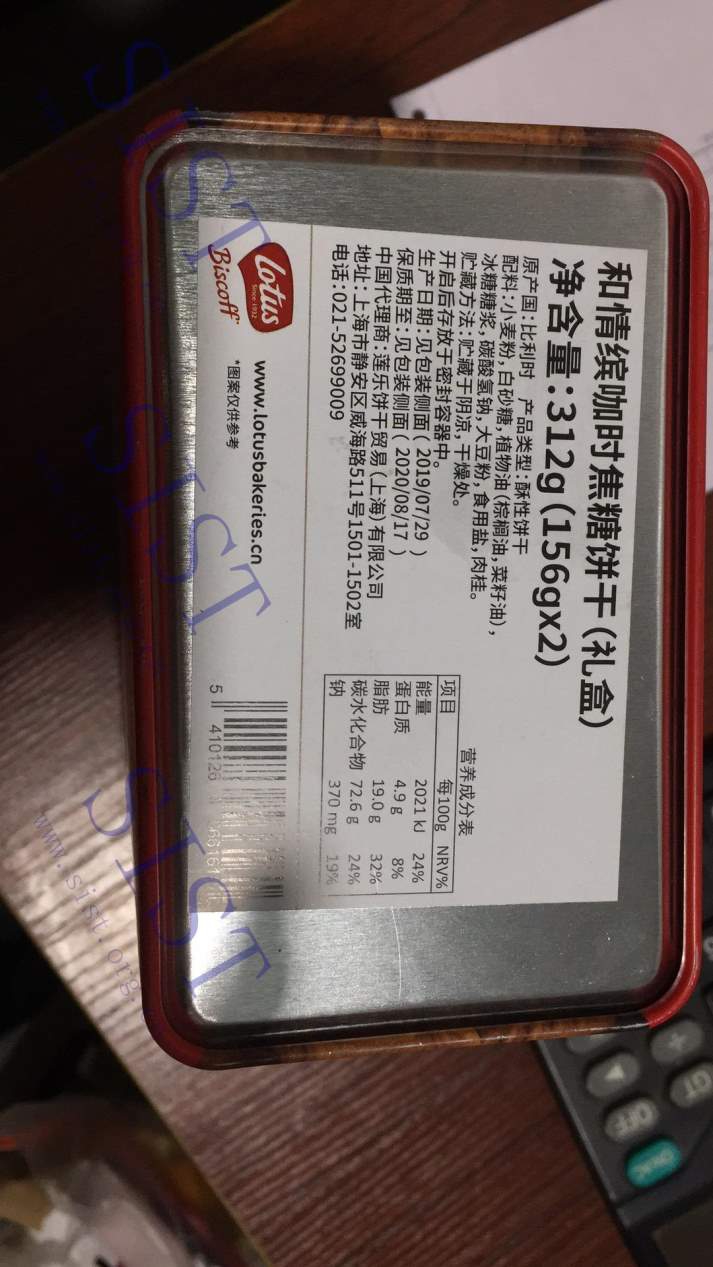 和情缤咖时焦糖饼干(礼盒)
净含量:312g(156gx2)
原产国:比利时 产品类型:酥性饼干
配料:小麦粉,白砂糖,植物油(棕榈油,菜籽油),
冰糖糖浆,碳酸氢钠,大豆粉,食用盐,肉桂。
贮藏方法:贮藏于阴凉,干燥处。
开启后存放于密封容器中。
生产日期:见包装侧面(2019/07/29)
保质期至:见包装侧面(2020/08/17)
中国代理商:莲乐饼干贸易(上海)有限公司
地址:上海市静安区威海路511号1501-1502室
电话:021-52699009
营养成分表
项目 每100g NRV%
能量 2021 kJ 24%
蛋白质 4.9 g 8%
脂肪 19.0 g 32%
碳水化合物 72.6 g 24%
钠 370 mg 19%
Lotus
Since 1932
Biscoff
www.lotusbakeries.cn
*图案仅供参考
5 410126
SIST
SIST
SIST
www.sist.org.
GT
OFF